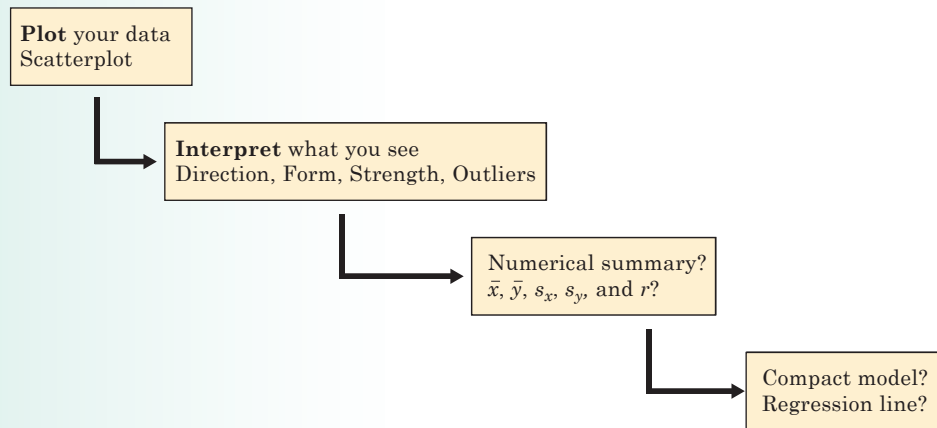 Plot your data
Scatterplot
Interpret what you see
Direction, Form, Strength, Outliers
Numerical summary?
x̄, ȳ, sₓ, s_y, and r?
Compact model?
Regression line?